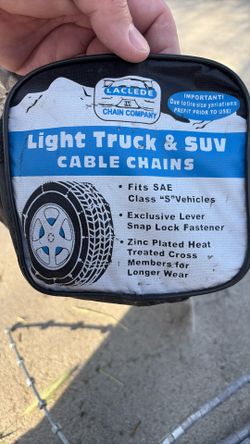 LACLEDE
CHAIN COMPANY
IMPORTANT!
Due to tire size variations
PREFIT PRIOR TO USE!
Light Truck & SUV
CABLE CHAINS
• Fits SAE
Class "S"Vehicles
• Exclusive Lever
Snap Lock Fastener
• Zinc Plated Heat
Treated Cross
Members for
Longer Wear